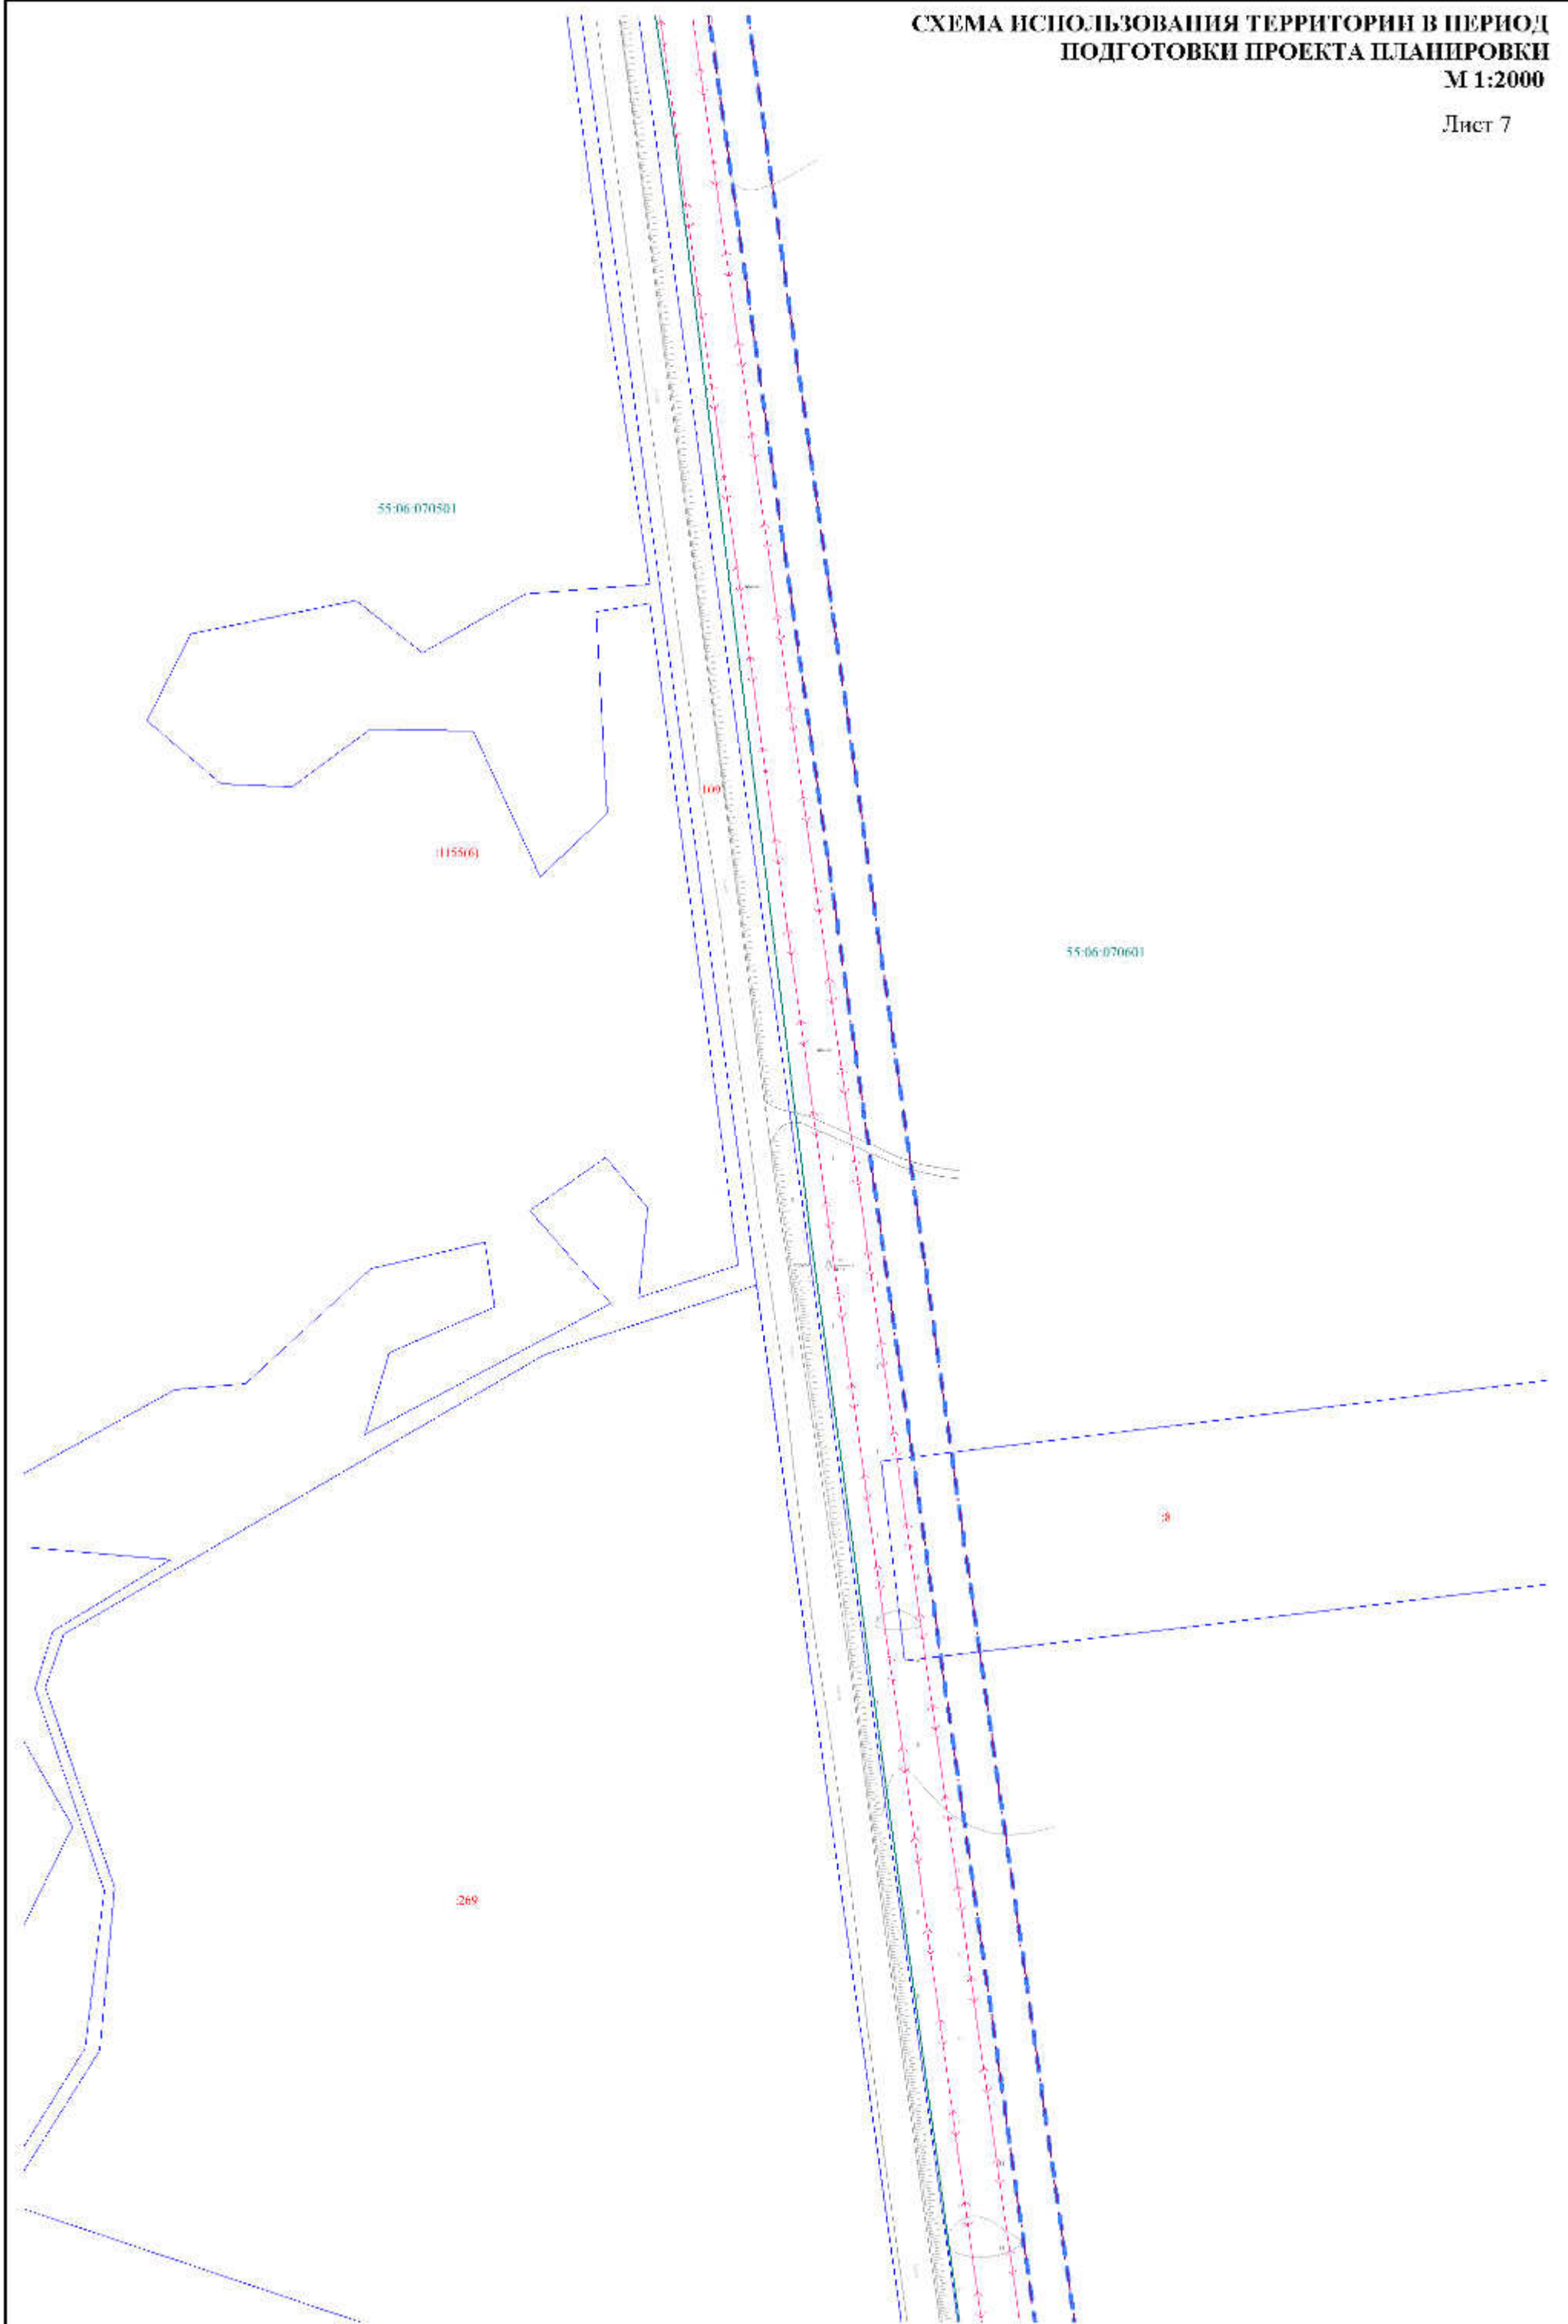 СХЕМА ИСПОЛЬЗОВАНИЯ ТЕРРИТОРИИ В ПЕРИОД
ПОДГОТОВКИ ПРОЕКТА ПЛАНИРОВКИ
М 1:2000
Лист 7
55:06:070501
109
:1155(6)
55:06:070601
:8
:269